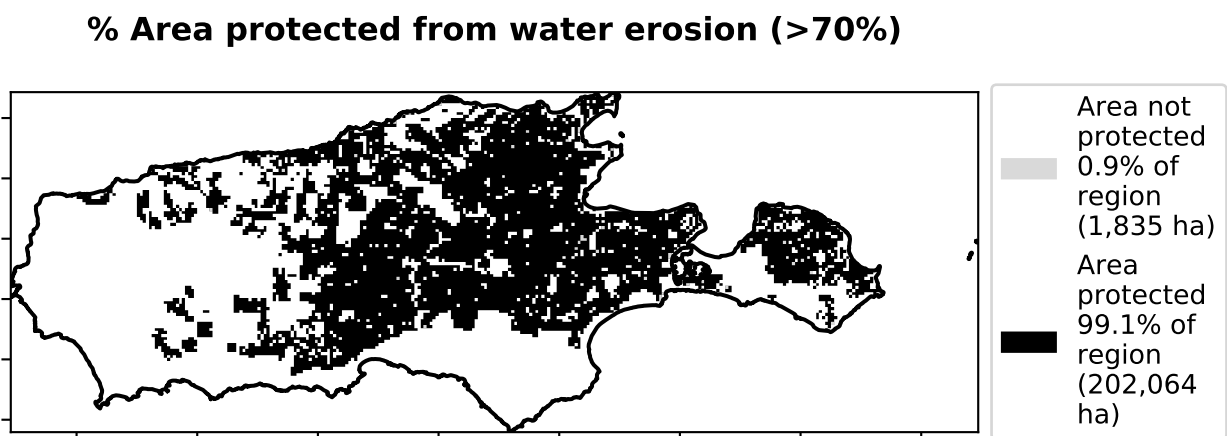 % Area protected from water erosion (>70%)
Area not
protected
0.9% of
region
(1,835 ha)
Area
protected
99.1% of
region
(202,064
ha)